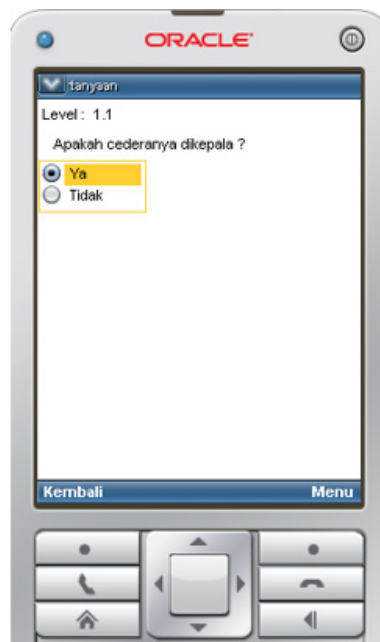 ORACLE
tanyaan
Level : 1.1
Apakah cederanya dikepala ?
Ya
Tidak
Kembali Menu